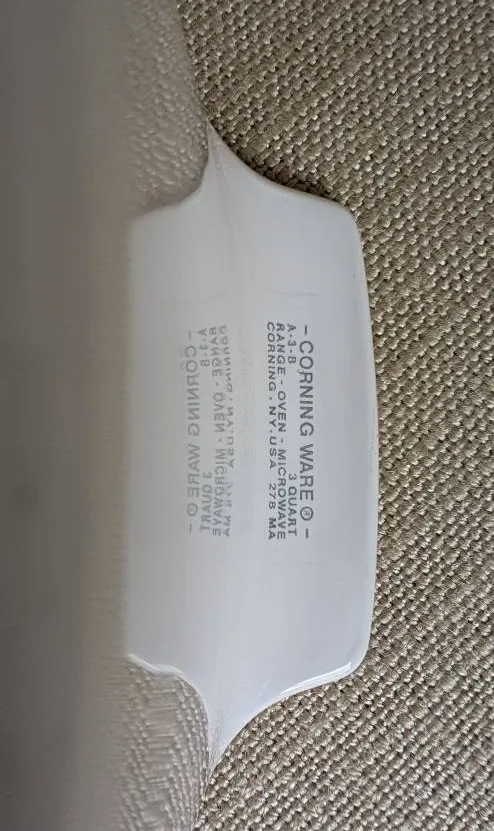 - CORNING WARE ® -
A-3-B 3 QUART
RANGE - OVEN - MICROWAVE
CORNING, NY. USA 278 MA